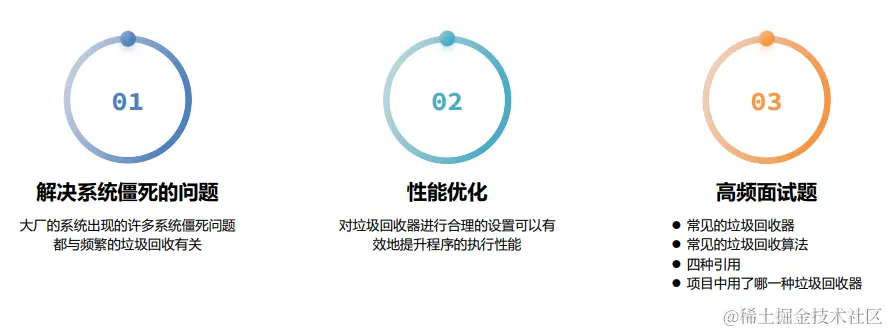 01
解决系统僵死的问题
大厂的系统出现的许多系统僵死问题
都与频繁的垃圾回收有关
02
性能优化
对垃圾回收器进行合理的设置可以有
效地提升程序的执行性能
03
高频面试题
● 常见的垃圾回收器
● 常见的垃圾回收算法
● 四种引用
● 项目中用了哪一种垃圾回收器
@稀土掘金技术社区